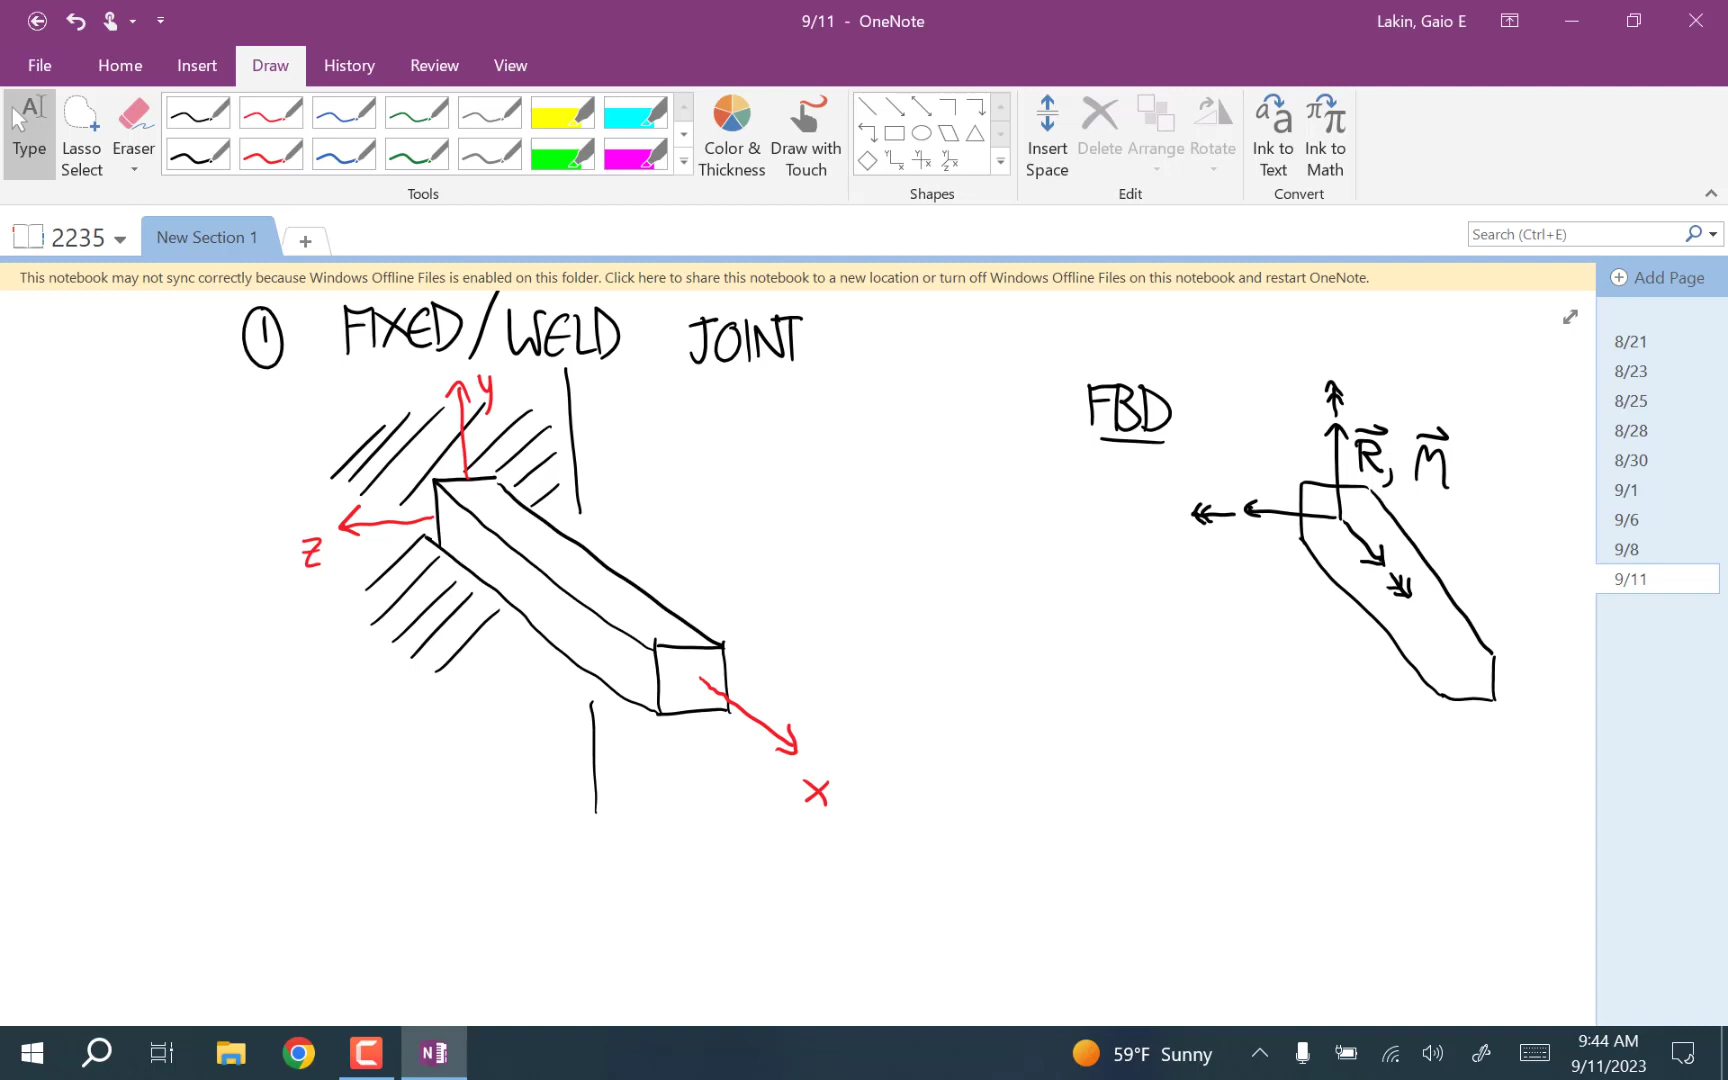 9/11 - OneNote
Lakin, Gaio E
File Home Insert Draw History Review View
Type
Lasso Select
Eraser
Color & Thickness
Draw with Touch
Insert Space
Delete
Arrange
Rotate
Ink to Text
Ink to Math
Tools
Shapes
Edit
Convert
2235
New Section 1
Search (Ctrl+E)
This notebook may not sync correctly because Windows Offline Files is enabled on this folder. Click here to share this notebook to a new location or turn off Windows Offline Files on this notebook and restart OneNote.
Add Page
① FIXED/WELD JOINT
y
z
x
FBD
R⃗, M⃗
8/21
8/23
8/25
8/28
8/30
9/1
9/6
9/8
9/11
59°F Sunny
9:44 AM
9/11/2023